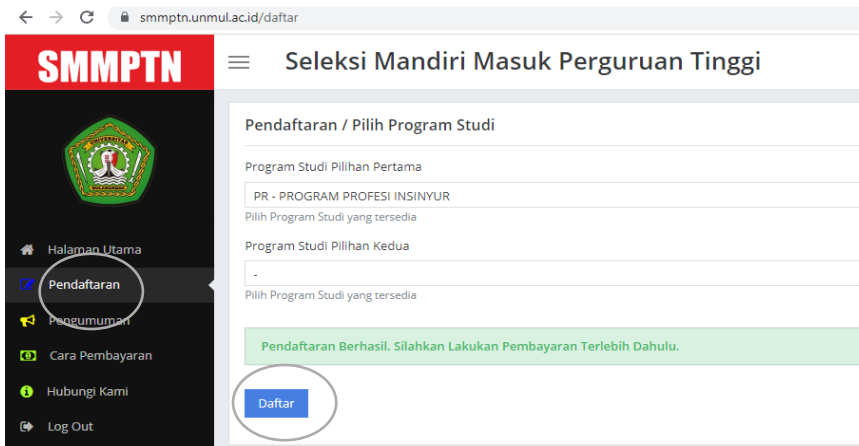 smmptn.unmul.ac.id/daftar
SMMPTN
Seleksi Mandiri Masuk Perguruan Tinggi
UNIVERSITAS
MULAWARMAN
Halaman Utama
Pendaftaran
Pengumuman
Cara Pembayaran
Hubungi Kami
Log Out
Pendaftaran / Pilih Program Studi
Program Studi Pilihan Pertama
PR - PROGRAM PROFESI INSINYUR
Pilih Program Studi yang tersedia
Program Studi Pilihan Kedua
-
Pilih Program Studi yang tersedia
Pendaftaran Berhasil. Silahkan Lakukan Pembayaran Terlebih Dahulu.
Daftar